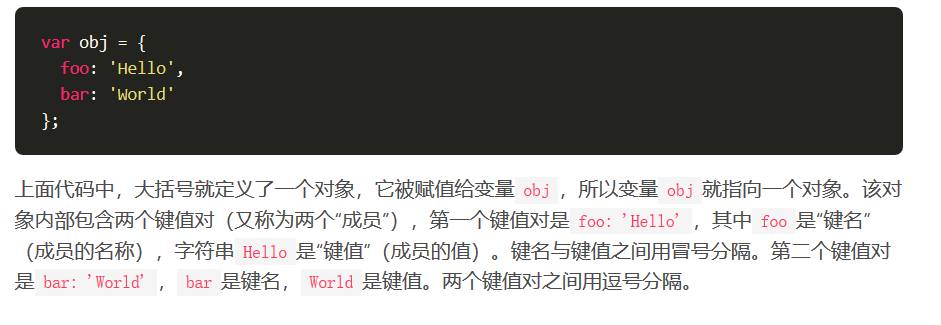 var obj = {
  foo: 'Hello',
  bar: 'World'
};
上面代码中，大括号就定义了一个对象，它被赋值给变量 obj ，所以变量 obj 就指向一个对象。该对
象内部包含两个键值对（又称为两个“成员”），第一个键值对是 foo: 'Hello' ，其中 foo 是“键名”
（成员的名称），字符串 Hello 是“键值”（成员的值）。键名与键值之间用冒号分隔。第二个键值对
是 bar: 'World' ， bar 是键名， World 是键值。两个键值对之间用逗号分隔。